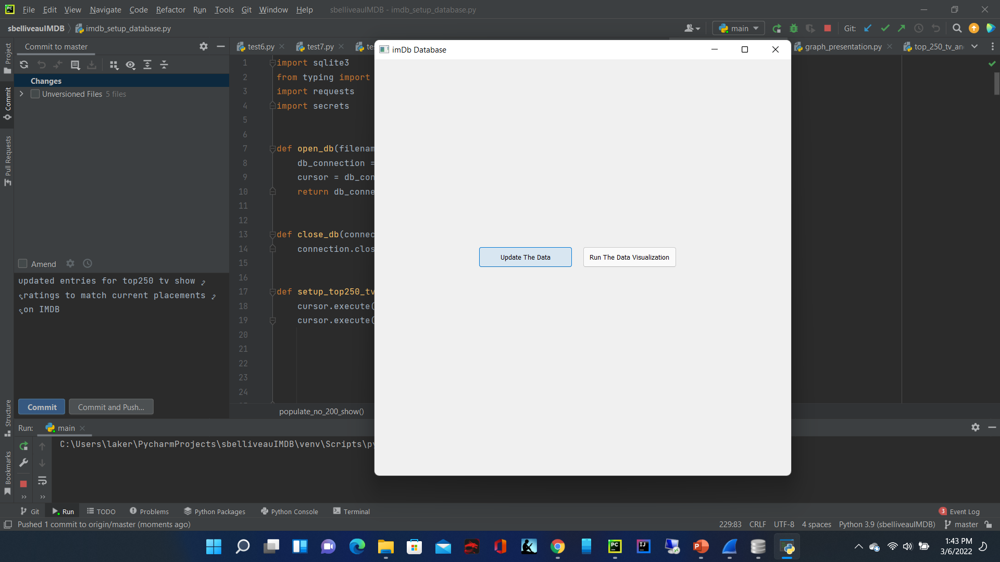 File Edit View Navigate Code Refactor Run Tools Git Window Help sbelliveauIMDB - imdb_setup_database.py
sbelliveauIMDB imdb_setup_database.py main Git:
Commit to master
test6.py test7.py te graph_presentation.py top_250_tv_an
imDb Database
Project
Commit
Pull Requests
Structure
Bookmarks
Changes
Unversioned Files 5 files
Amend
updated entries for top250 tv show
ratings to match current placements
on IMDB
Commit Commit and Push...
1 import sqlite3
2 from typing import
3 import requests
4 import secrets
5
6
7 def open_db(filenam
8 db_connection =
9 cursor = db_con
10 return db_conne
11
12
13 def close_db(connec
14 connection.clos
15
16
17 def setup_top250_tv
18 cursor.execute(
19 cursor.execute(
20
21
22
23
24
populate_no_200_show()
Update The Data Run The Data Visualization
Run: main
C:\Users\laker\PycharmProjects\sbelliveauIMDB\venv\Scripts\py
Git Run TODO Problems Python Packages Python Console Terminal 3 Event Log
Pushed 1 commit to origin/master (moments ago) 229:83 CRLF UTF-8 4 spaces Python 3.9 (sbelliveauIMDB) master
1:43 PM
3/6/2022